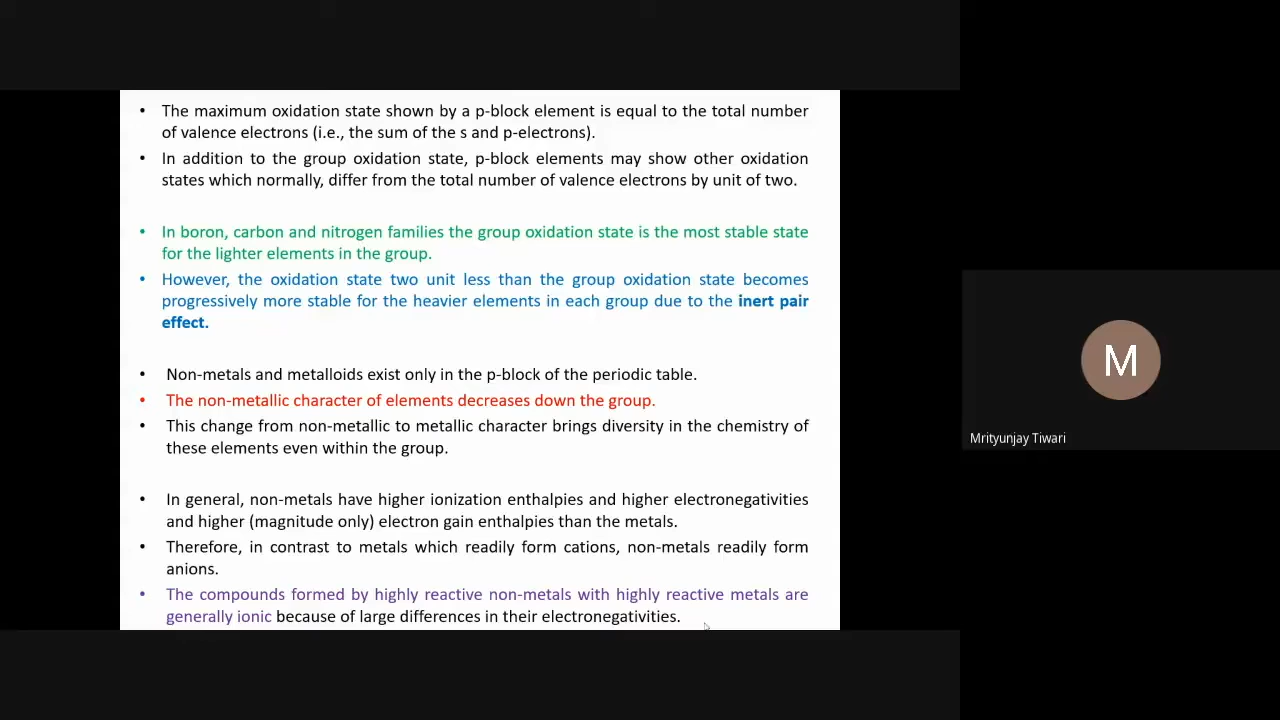 • The maximum oxidation state shown by a p-block element is equal to the total number
of valence electrons (i.e., the sum of the s and p-electrons).
• In addition to the group oxidation state, p-block elements may show other oxidation
states which normally, differ from the total number of valence electrons by unit of two.
• In boron, carbon and nitrogen families the group oxidation state is the most stable state
for the lighter elements in the group.
• However, the oxidation state two unit less than the group oxidation state becomes
progressively more stable for the heavier elements in each group due to the inert pair
effect.
• Non-metals and metalloids exist only in the p-block of the periodic table.
• The non-metallic character of elements decreases down the group.
• This change from non-metallic to metallic character brings diversity in the chemistry of
these elements even within the group.
• In general, non-metals have higher ionization enthalpies and higher electronegativities
and higher (magnitude only) electron gain enthalpies than the metals.
• Therefore, in contrast to metals which readily form cations, non-metals readily form
anions.
• The compounds formed by highly reactive non-metals with highly reactive metals are
generally ionic because of large differences in their electronegativities.
M
Mrityunjay Tiwari